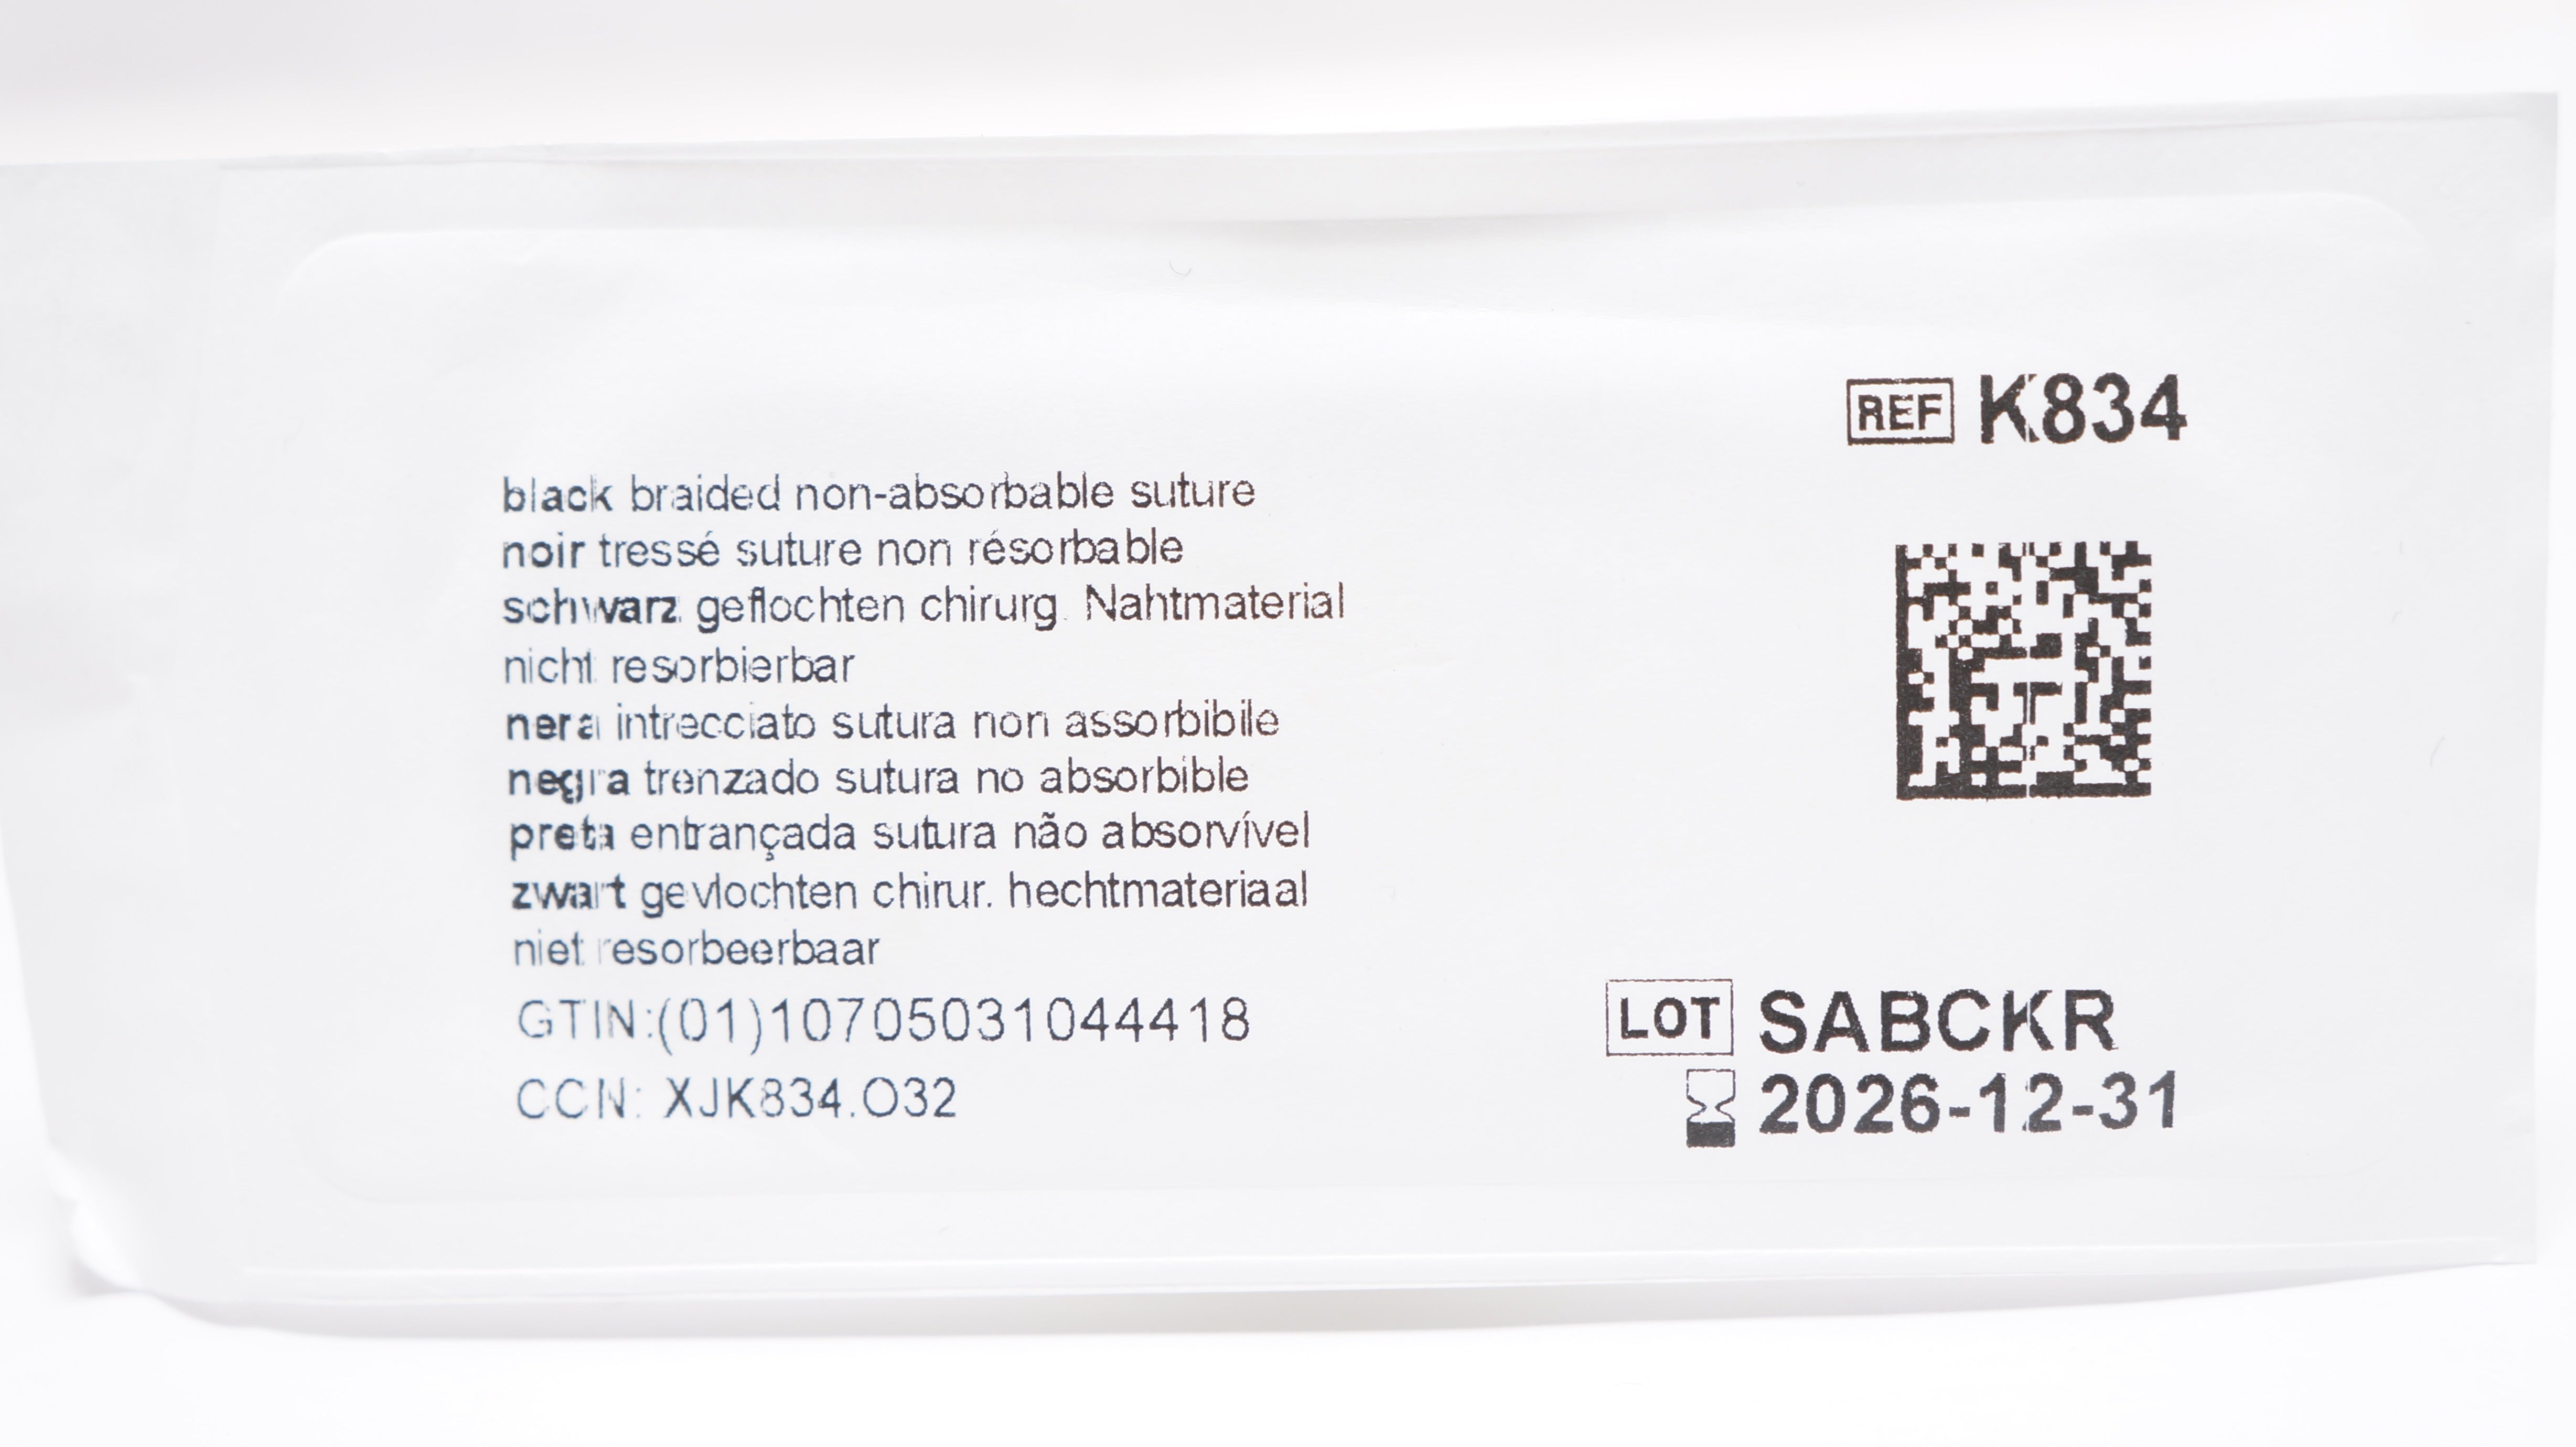 REF K834
black braided non-absorbable suture
noir tressé suture non résorbable
schwarz geflochten chirurg. Nahtmaterial
nicht resorbierbar
nera intrecciato sutura non assorbibile
negra trenzado sutura no absorbible
preta entrançada sutura não absorvível
zwart gevlochten chirur. hechtmateriaal
niet resorbeerbaar
GTIN:(01)10705031044418
CCN: XJK834.O32
LOT SABCKR
2026-12-31